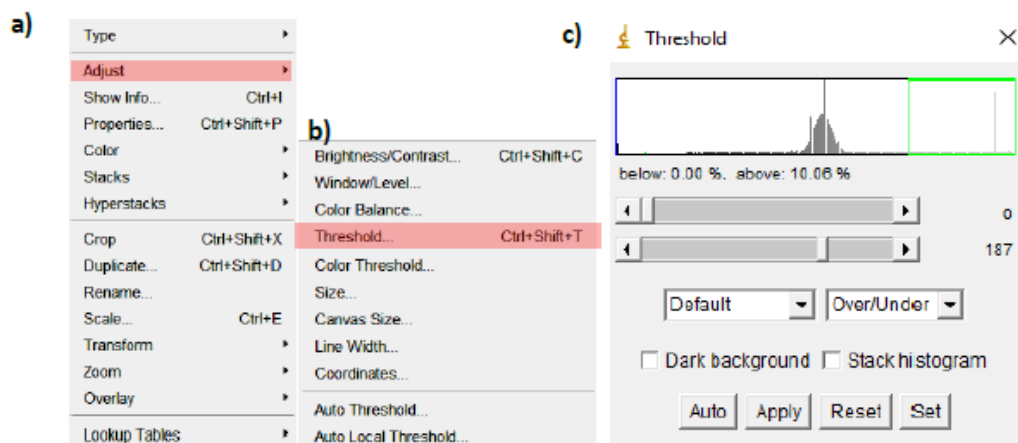 a)
Type
Adjust
Show Info... Ctrl+I
Properties... Ctrl+Shift+P
Color
Stacks
Hyperstacks
Crop Ctrl+Shift+X
Duplicate... Ctrl+Shift+D
Rename...
Scale... Ctrl+E
Transform
Zoom
Overlay
Lookup Tables
b)
Brightness/Contrast... Ctrl+Shift+C
Window/Level...
Color Balance...
Threshold... Ctrl+Shift+T
Color Threshold...
Size...
Canvas Size...
Line Width...
Coordinates...
Auto Threshold...
Auto Local Threshold...
c)
Threshold
below: 0.00 %, above: 10.06 %
0
187
Default Over/Under
Dark background Stack histogram
Auto Apply Reset Set